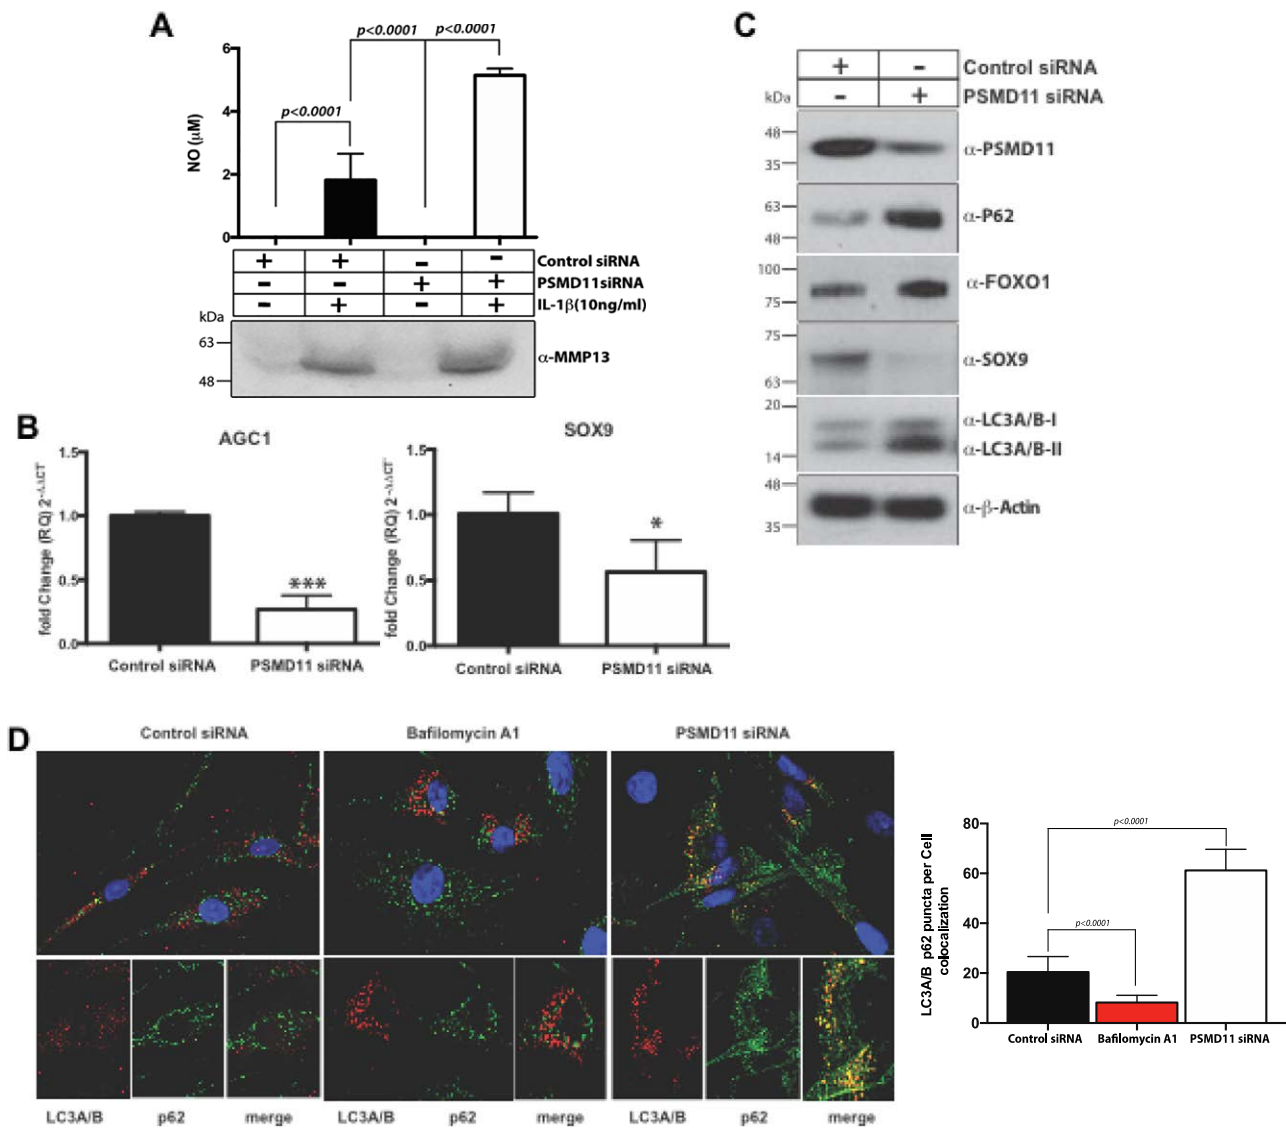 A
p<0.0001 p<0.0001
p<0.0001
NO (μM)
6
4
2
0
+ + - - Control siRNA
- - + + PSMD11siRNA
- + - + IL-1β(10ng/ml)
kDa
63
48
α-MMP13
B
AGC1
fold Change (RQ) 2^-ΔΔCT
1.5
1.0
0.5
0.0
***
Control siRNA PSMD11 siRNA
SOX9
fold Change (RQ) 2^-ΔΔCT
1.5
1.0
0.5
0.0
*
Control siRNA PSMD11 siRNA
C
+ - Control siRNA
- + PSMD11 siRNA
kDa
48
35
α-PSMD11
63
48
α-P62
100
75
α-FOXO1
75
63
α-SOX9
20
14
α-LC3A/B-I
α-LC3A/B-II
48
35
α-β-Actin
D
Control siRNA Bafilomycin A1 PSMD11 siRNA
LC3A/B p62 merge LC3A/B p62 merge LC3A/B p62 merge
LC3A/B p62 puncta per Cell
colocalization
80
60
40
20
0
p<0.0001
p<0.0001
Control siRNA Bafilomycin A1 PSMD11 siRNA